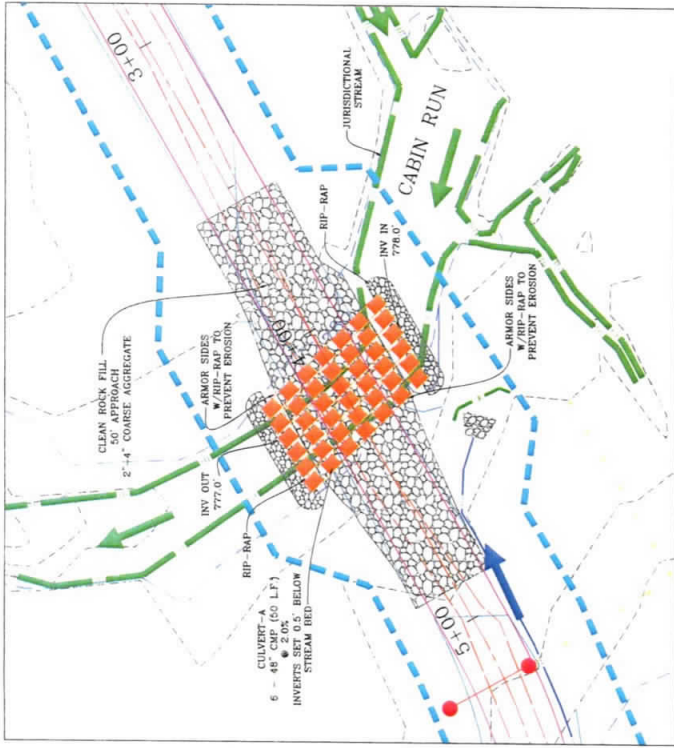 3+00
JURISDICTIONAL
STREAM
CABIN RUN
RIP-RAP
INV IN
778.0'
CLEAN ROCK FILL
50' APPROACH
2"-4" COARSE AGGREGATE
4+00
ARMOR SIDES
W/RIP-RAP TO
PREVENT EROSION
ARMOR SIDES
W/RIP-RAP TO
PREVENT EROSION
INV OUT
777.0'
RIP-RAP
CULVERT-A
48" CMP (50 L.F.)
@ 2.0%
INVERTS SET 0.5' BELOW
STREAM BED
5+00